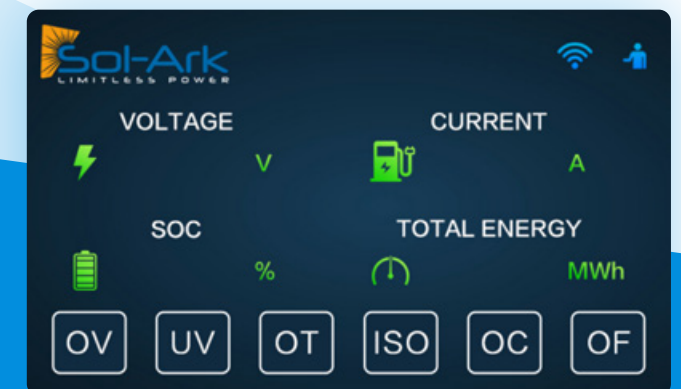 Sol-Ark
LIMITLESS POWER
VOLTAGE CURRENT
V A
SOC TOTAL ENERGY
% MWh
OV UV OT ISO OC OF